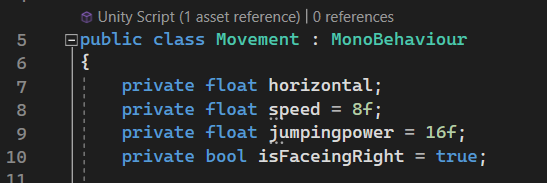 Unity Script (1 asset reference) | 0 references
5 public class Movement : MonoBehaviour
6 {
7 private float horizontal;
8 private float speed = 8f;
9 private float jumpingpower = 16f;
10 private bool isFaceingRight = true;
11